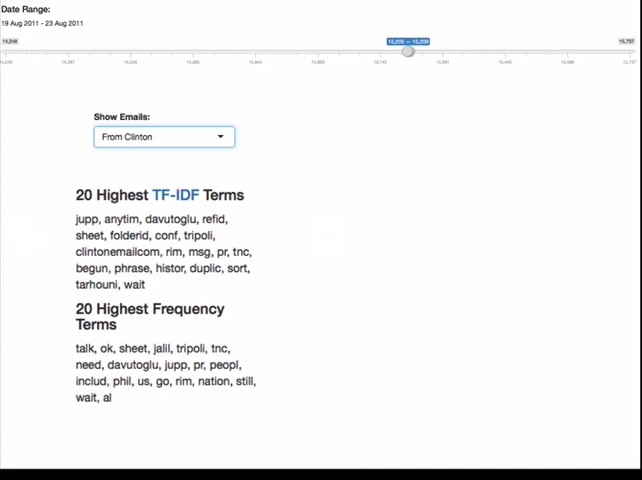 Date Range:
19 Aug 2011 - 23 Aug 2011
14,248
15,205 — 15,209
15,737
Show Emails:
From Clinton
20 Highest TF-IDF Terms
jupp, anytim, davutoglu, refid,
sheet, folderid, conf, tripoli,
clintonemailcom, rim, msg, pr, tnc,
begun, phrase, histor, duplic, sort,
tarhouni, wait
20 Highest Frequency
Terms
talk, ok, sheet, jalil, tripoli, tnc,
need, davutoglu, jupp, pr, peopl,
includ, phil, us, go, rim, nation, still,
wait, al